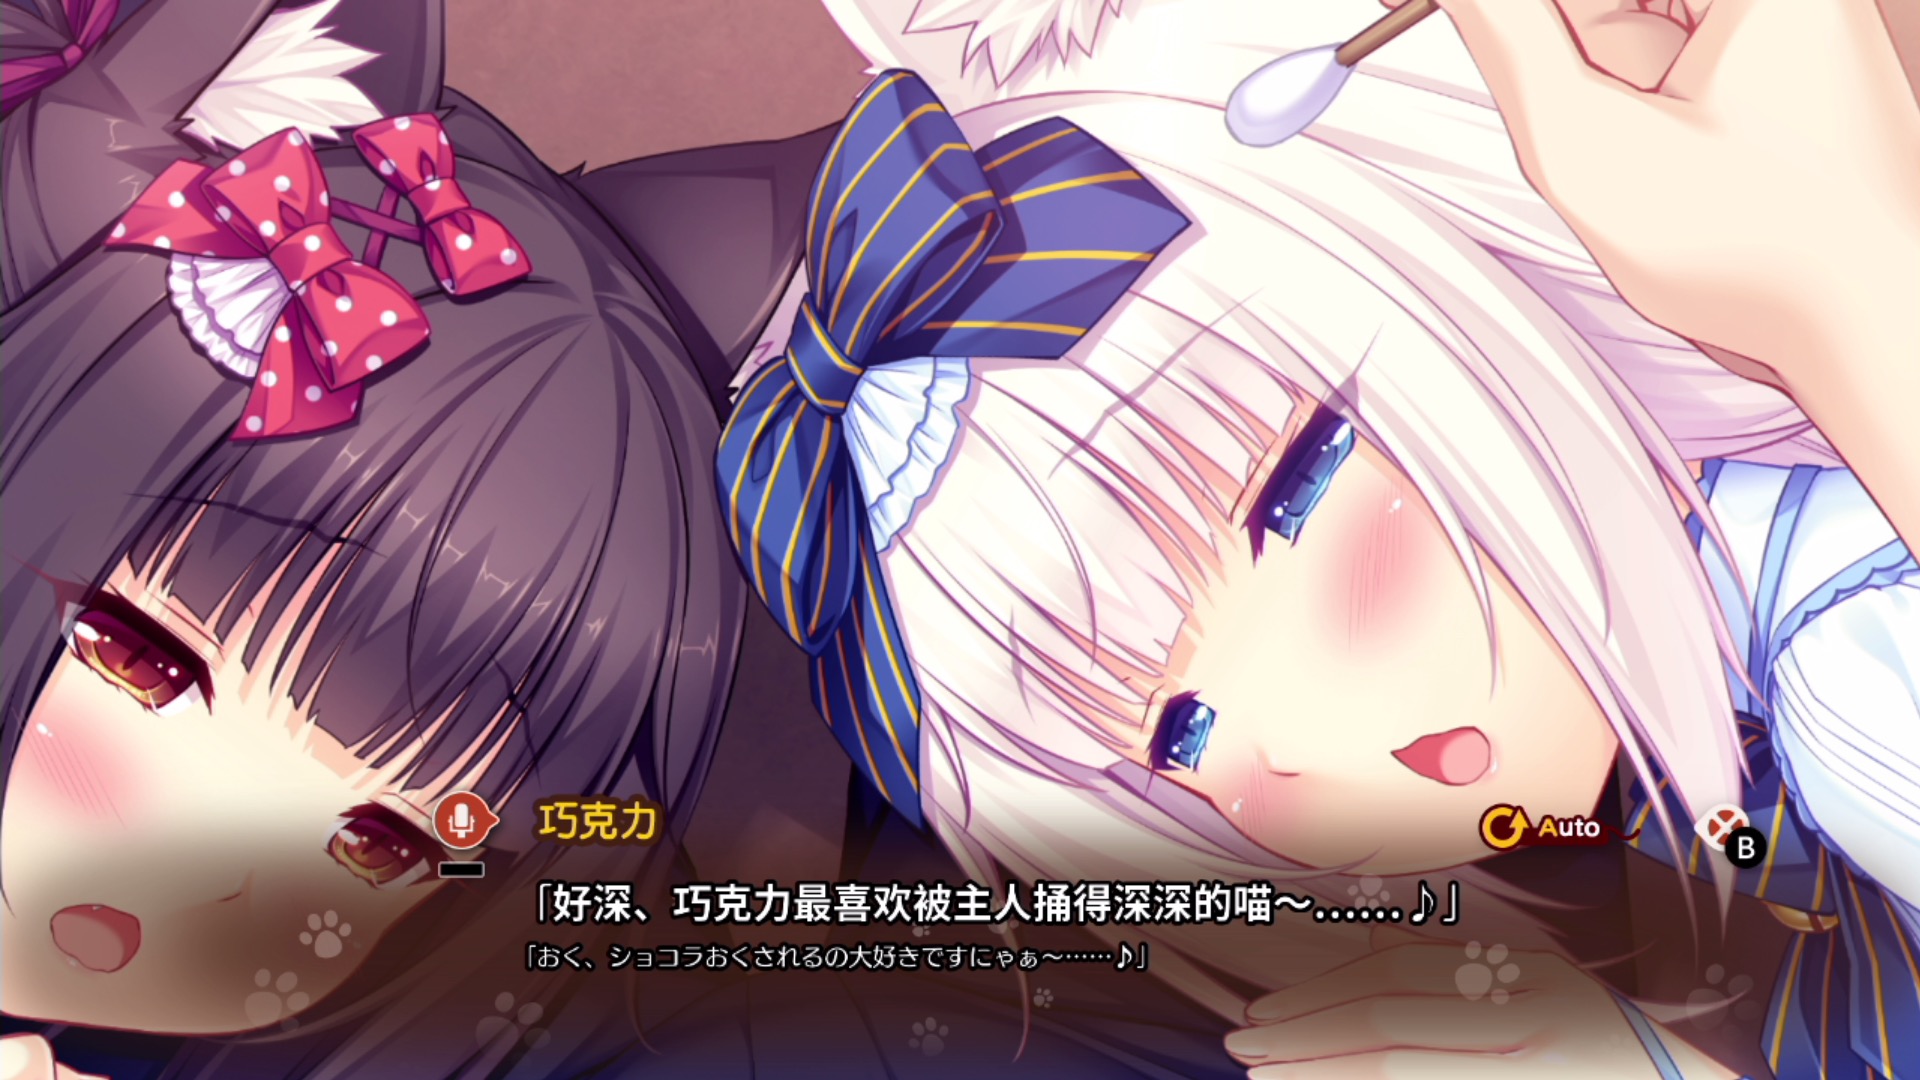 巧克力
Auto
B
「好深、巧克力最喜欢被主人捅得深深的喵～……♪」
「おく、ショコラおくされるの大好きですにゃぁ～……♪」